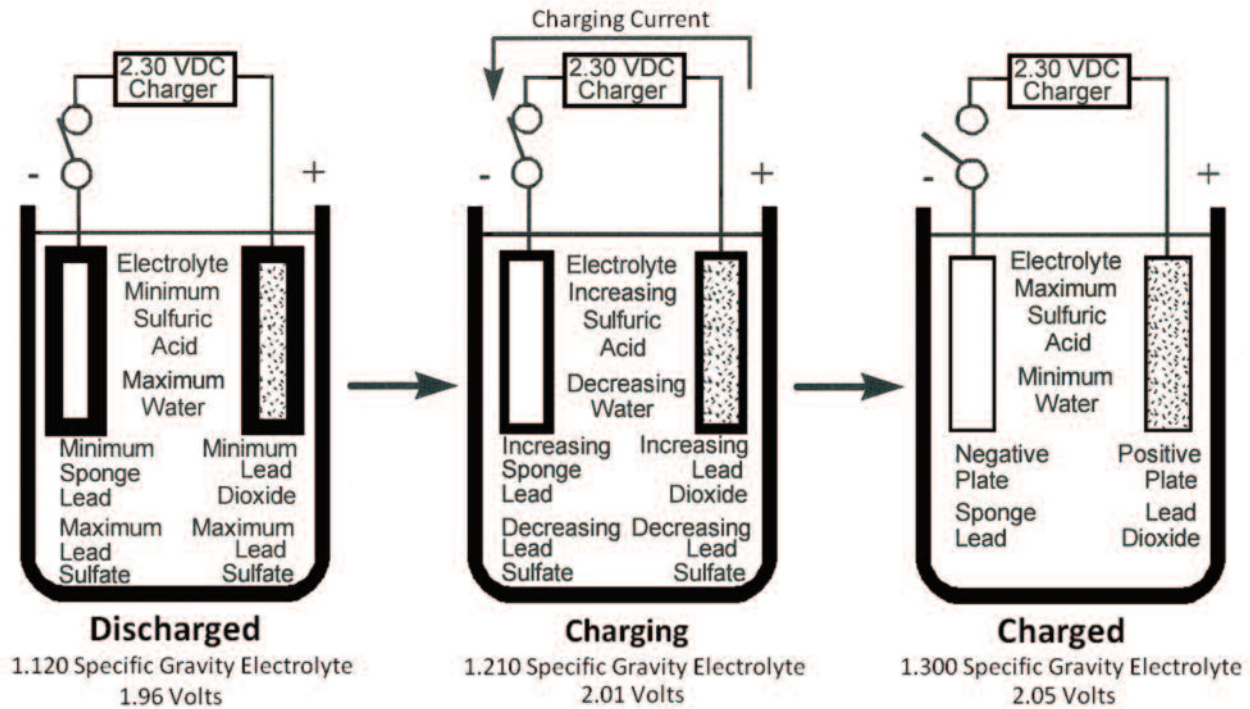 Charging Current
2.30 VDC
Charger
-
+
Electrolyte
Minimum
Sulfuric
Acid
Maximum
Water
Minimum
Sponge
Lead
Minimum
Lead
Dioxide
Maximum
Lead
Sulfate
Maximum
Lead
Sulfate
Discharged
1.120 Specific Gravity Electrolyte
1.96 Volts
2.30 VDC
Charger
-
+
Electrolyte
Increasing
Sulfuric
Acid
Decreasing
Water
Increasing
Sponge
Lead
Increasing
Lead
Dioxide
Decreasing
Lead
Sulfate
Decreasing
Lead
Sulfate
Charging
1.210 Specific Gravity Electrolyte
2.01 Volts
2.30 VDC
Charger
-
+
Electrolyte
Maximum
Sulfuric
Acid
Minimum
Water
Negative
Plate
Positive
Plate
Sponge
Lead
Lead
Dioxide
Charged
1.300 Specific Gravity Electrolyte
2.05 Volts